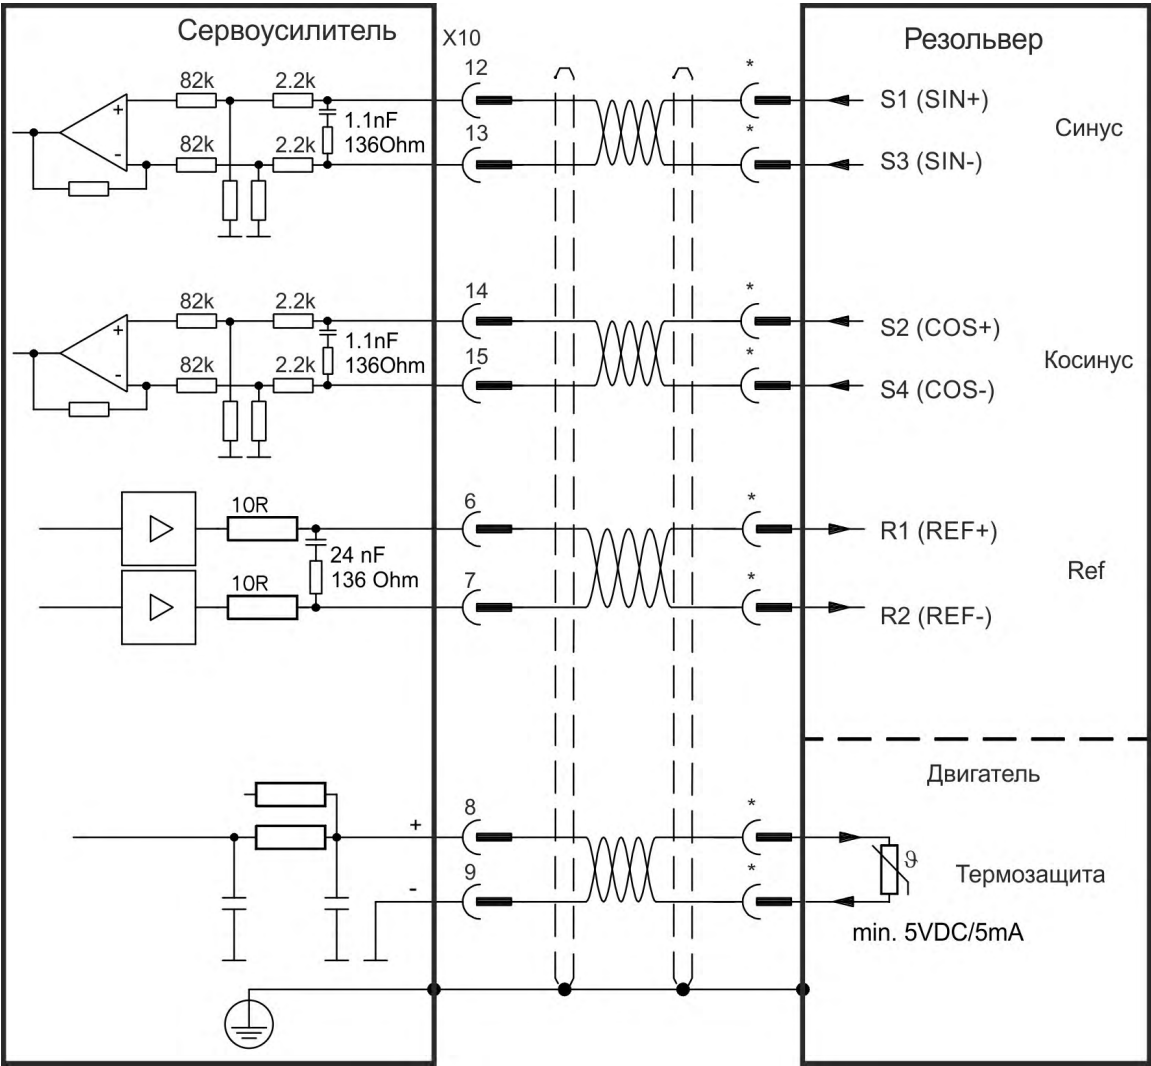 Сервоусилитель
X10
Резольвер
82k
2.2k
12
*
+
1.1nF
136Ohm
S1 (SIN+)
Синус
82k
2.2k
13
*
-
S3 (SIN-)
82k
2.2k
14
*
+
1.1nF
136Ohm
S2 (COS+)
Косинус
82k
2.2k
15
*
-
S4 (COS-)
10R
6
*
24 nF
136 Ohm
R1 (REF+)
Ref
10R
7
*
R2 (REF-)
Двигатель
+
8
*
ϑ
Термозащита
-
9
*
min. 5VDC/5mA